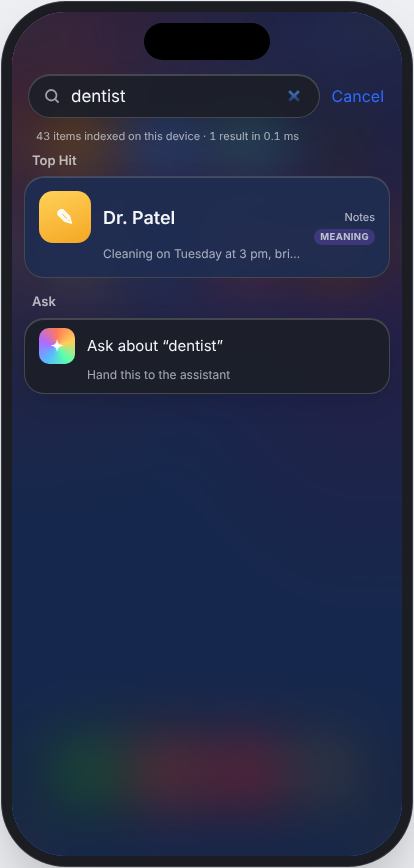 dentist
Cancel
43 items indexed on this device · 1 result in 0.1 ms
Top Hit
Dr. Patel
Notes
MEANING
Cleaning on Tuesday at 3 pm, bri...
Ask
Ask about “dentist”
Hand this to the assistant